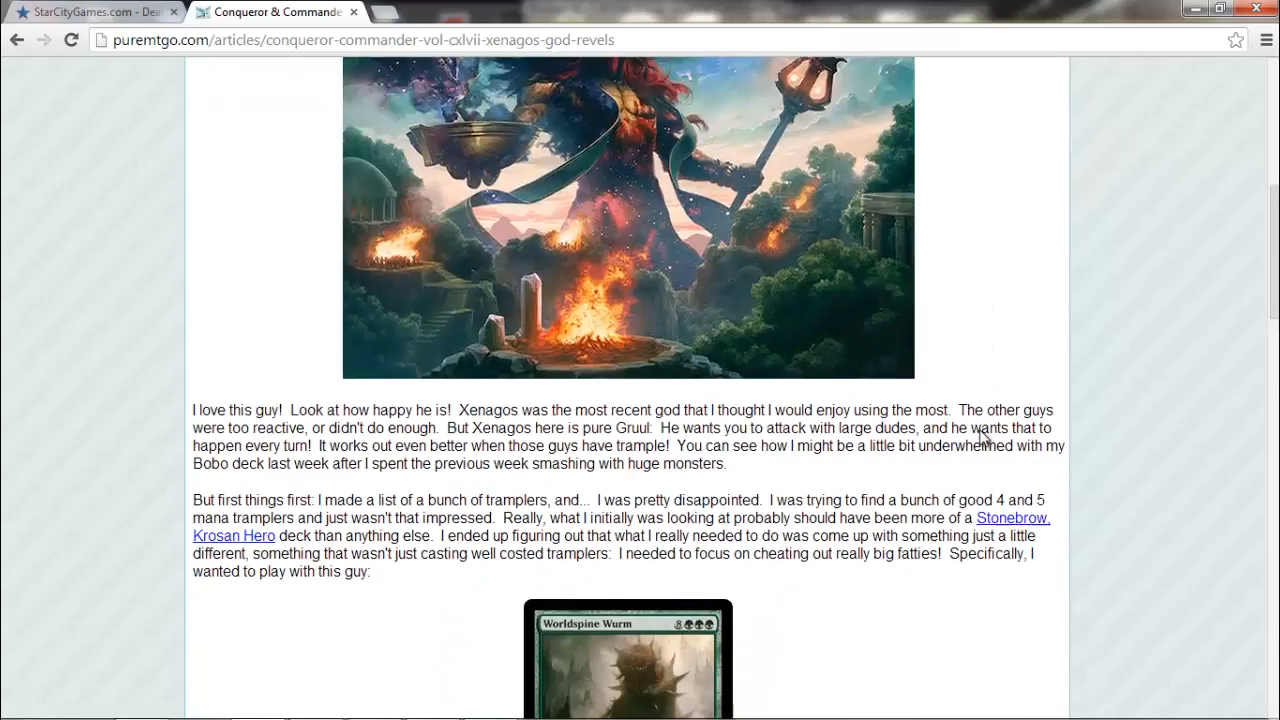 StarCityGames.com - Dea
Conqueror & Commande
puremtgo.com/articles/conqueror-commander-vol-cxlvii-xenagos-god-revels
I love this guy!  Look at how happy he is!  Xenagos was the most recent god that I thought I would enjoy using the most.  The other guys
were too reactive, or didn't do enough.  But Xenagos here is pure Gruul:  He wants you to attack with large dudes, and he wants that to
happen every turn!  It works out even better when those guys have trample!  You can see how I might be a little bit underwhelmed with my
Bobo deck last week after I spent the previous week smashing with huge monsters.
But first things first: I made a list of a bunch of tramplers, and...  I was pretty disappointed.  I was trying to find a bunch of good 4 and 5
mana tramplers and just wasn't that impressed.  Really, what I initially was looking at probably should have been more of a Stonebrow,
Krosan Hero deck than anything else.  I ended up figuring out that what I really needed to do was come up with something just a little
different, something that wasn't just casting well costed tramplers:  I needed to focus on cheating out really big fatties!  Specifically, I
wanted to play with this guy:
Worldspine Wurm 8